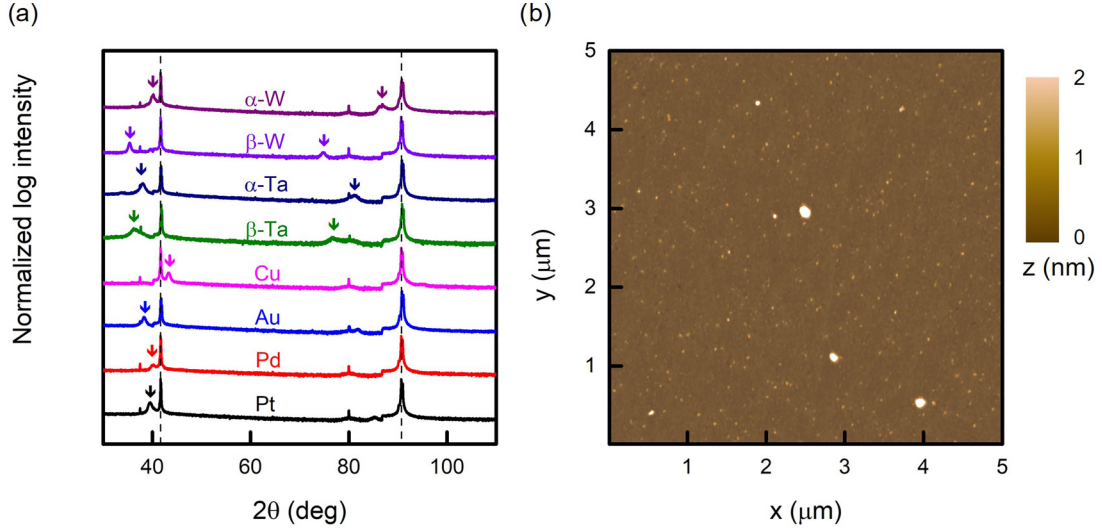 (a)
Normalized log intensity
α-W
β-W
α-Ta
β-Ta
Cu
Au
Pd
Pt
40 60 80 100
2θ (deg)
(b)
5
4
3
2
1
y (μm)
1 2 3 4 5
x (μm)
2
1
0
z (nm)